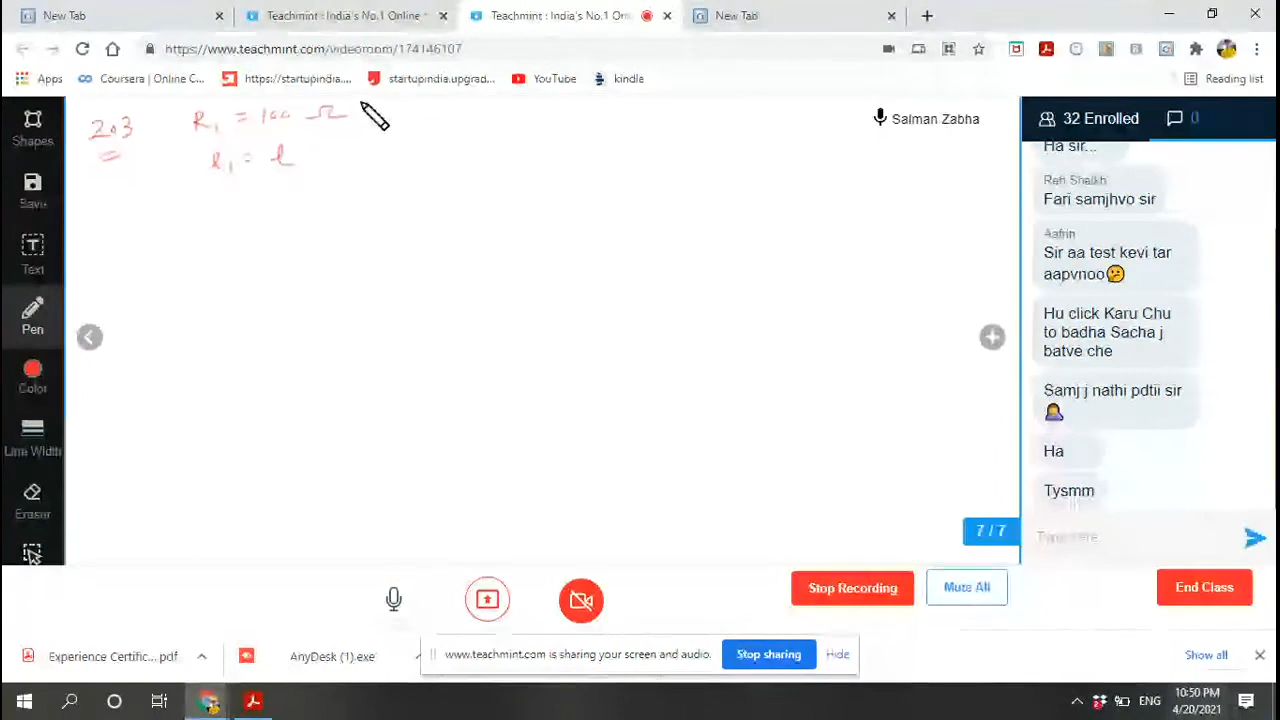 New Tab
Teachmint : India's No.1 Online
Teachmint : India's No.1 On
New Tab
https://www.teachmint.com/videoroom/174146107
Apps
Coursera | Online C...
https://startupindia....
startupindia.upgrad...
YouTube
kindle
Reading list
Shapes
Save
Text
Pen
Color
Line Width
Eraser
2.3
R₁ = 100 Ω
l₁ = l
Salman Zabha
7 / 7
32 Enrolled
0
Ha sir...
Reh Shaikh
Fari samjhvo sir
Aafrin
Sir aa test kevi tar
aapvnoo🤔
Hu click Karu Chu
to badha Sacha j
batve che
Samj j nathi pdtii sir
🤦‍♀️
Ha
Tysmm
Type here
Stop Recording
Mute All
End Class
Experience Certific....pdf
AnyDesk (1).exe
www.teachmint.com is sharing your screen and audio.
Stop sharing
Hide
Show all
ENG
10:50 PM
4/20/2021